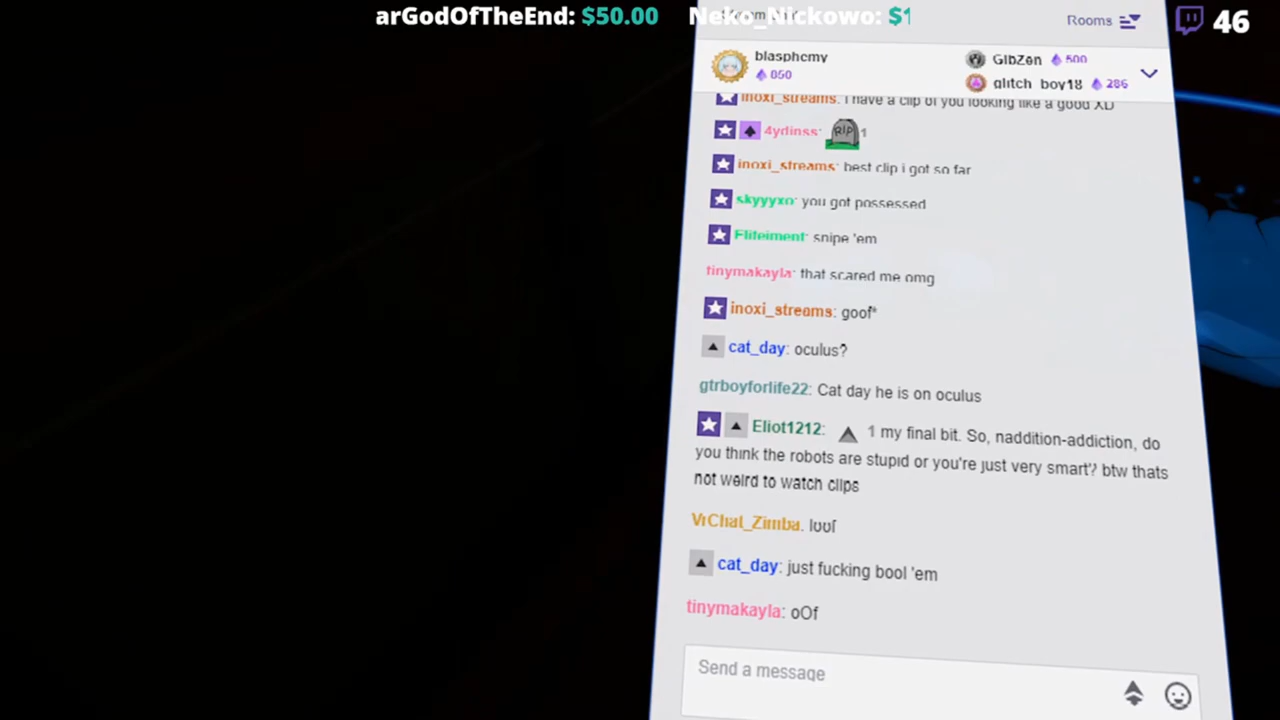 arGodOfTheEnd: $50.00 Neko_Nickowo: $1
Rooms
46
blasphemy
850
GibZen 500
glitch_boy18 286
inoxi_streams: I have a clip of you looking like a good XD
4ydinss: RIP 1
inoxi_streams: best clip i got so far
skyyyxo: you got possessed
snipe 'em
tinymakayla: that scared me omg
inoxi_streams: goof*
cat_day: oculus?
gtrboyforlife22: Cat day he is on oculus
Eliot1212: 1 my final bit. So, naddition-addiction, do
you think the robots are stupid or you're just very smart? btw thats
not weird to watch clips
VrChat_Zimba:
cat_day: just fucking bool 'em
tinymakayla: oOf
Send a message